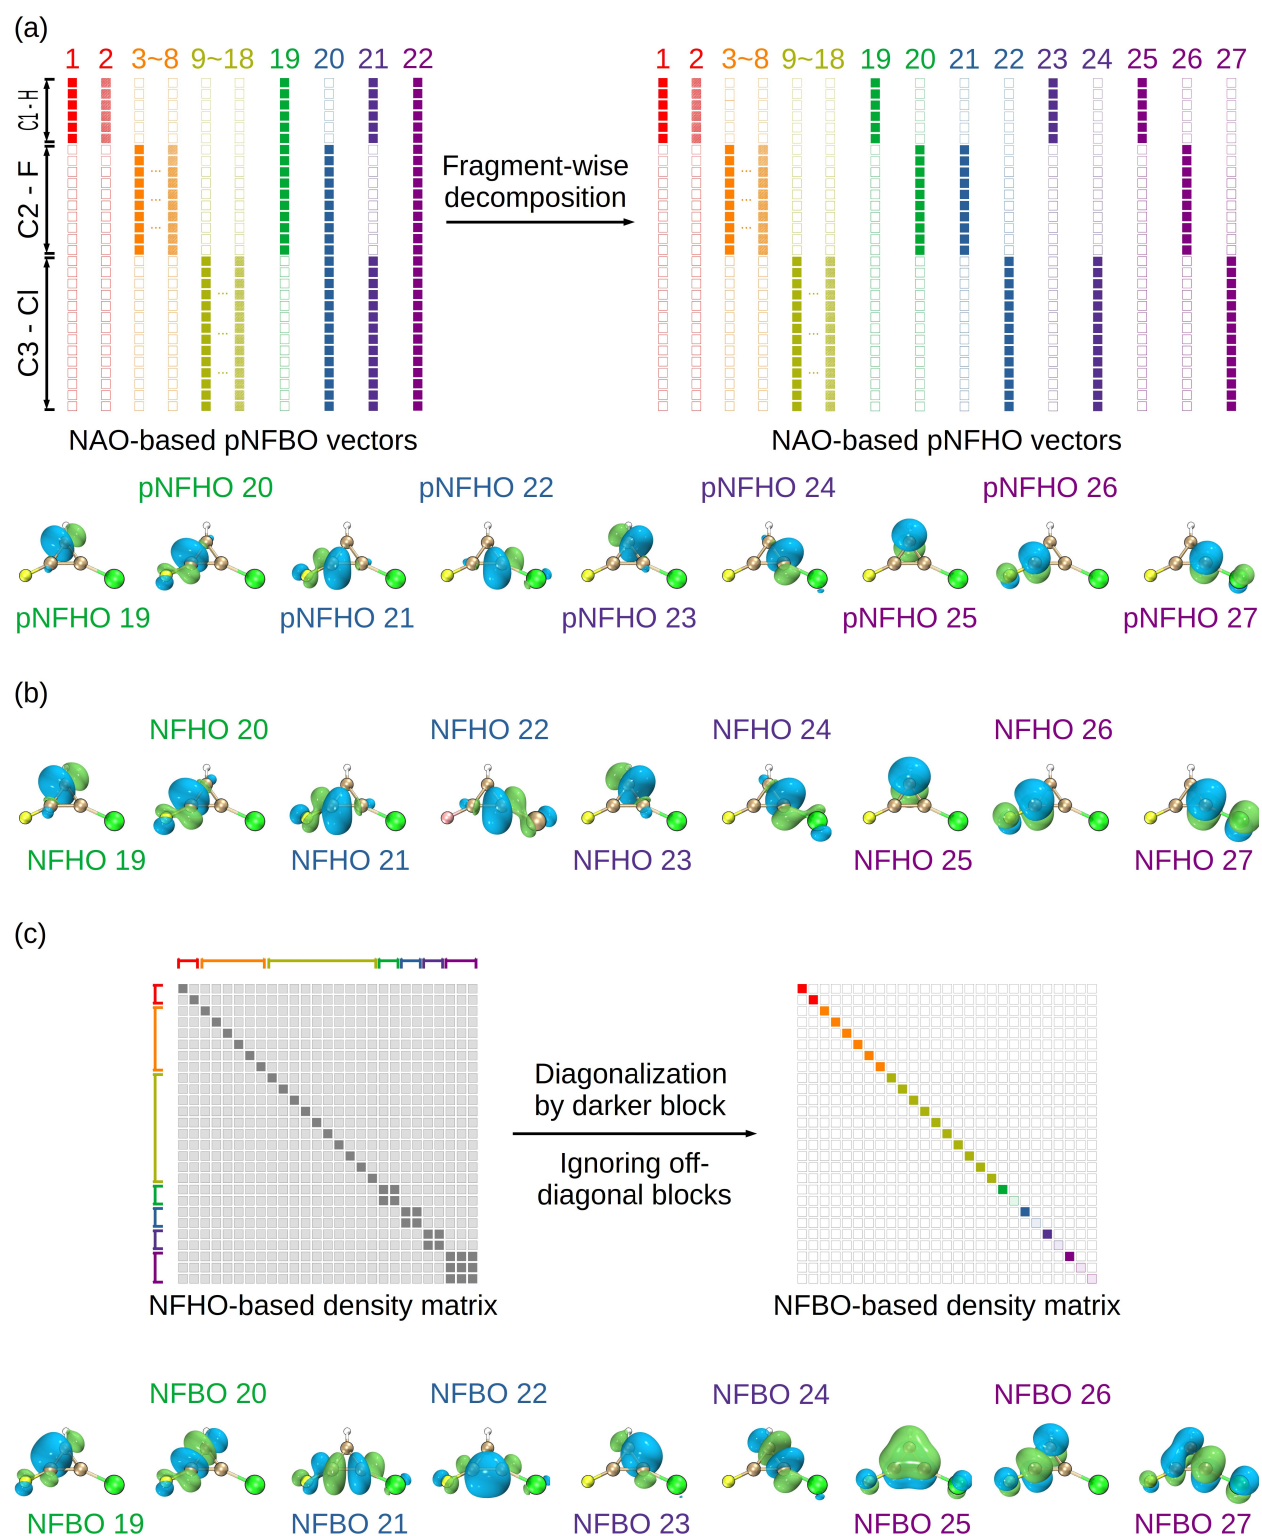 (a)
1 2 3~8 9~18 19 20 21 22
1 2 3~8 9~18 19 20 21 22 23 24 25 26 27
C1 - H
C2 - F
C3 - Cl
Fragment-wise
decomposition
NAO-based pNFBO vectors
NAO-based pNFHO vectors
pNFHO 20 pNFHO 22 pNFHO 24 pNFHO 26
pNFHO 19 pNFHO 21 pNFHO 23 pNFHO 25 pNFHO 27
(b)
NFHO 20 NFHO 22 NFHO 24 NFHO 26
NFHO 19 NFHO 21 NFHO 23 NFHO 25 NFHO 27
(c)
Diagonalization
by darker block
Ignoring off-
diagonal blocks
NFHO-based density matrix
NFBO-based density matrix
NFBO 20 NFBO 22 NFBO 24 NFBO 26
NFBO 19 NFBO 21 NFBO 23 NFBO 25 NFBO 27